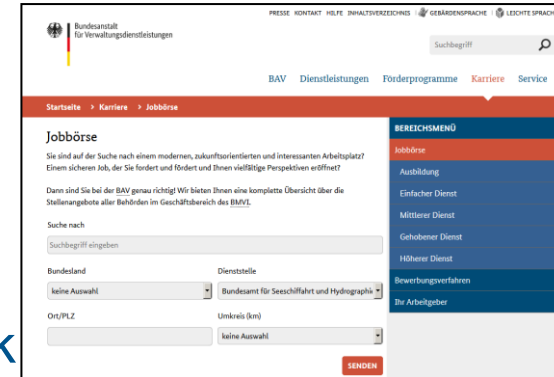 PRESSE KONTAKT HILFE INHALTSVERZEICHNIS GEBÄRDENSPRACHE LEICHTE SPRACH
Bundesanstalt
für Verwaltungsdienstleistungen
Suchbegriff
BAV Dienstleistungen Förderprogramme Karriere Service
Startseite > Karriere > Jobbörse
Jobbörse
Sie sind auf der Suche nach einem modernen, zukunftsorientierten und interessanten Arbeitsplatz?
Einem sicheren Job, der Sie fordert und fördert und Ihnen vielfältige Perspektiven eröffnet?
Dann sind Sie bei der BAV genau richtig! Wir bieten Ihnen eine komplette Übersicht über die
Stellenangebote aller Behörden im Geschäftsbereich des BMVI.
Suche nach
Suchbegriff eingeben
Bundesland Dienststelle
keine Auswahl Bundesamt für Seeschiffahrt und Hydrographi
Ort/PLZ Umkreis (km)
keine Auswahl
SENDEN
BEREICHSMENÜ
Jobbörse
Ausbildung
Einfacher Dienst
Mittlerer Dienst
Gehobener Dienst
Höherer Dienst
Bewerbungsverfahren
Ihr Arbeitgeber
k